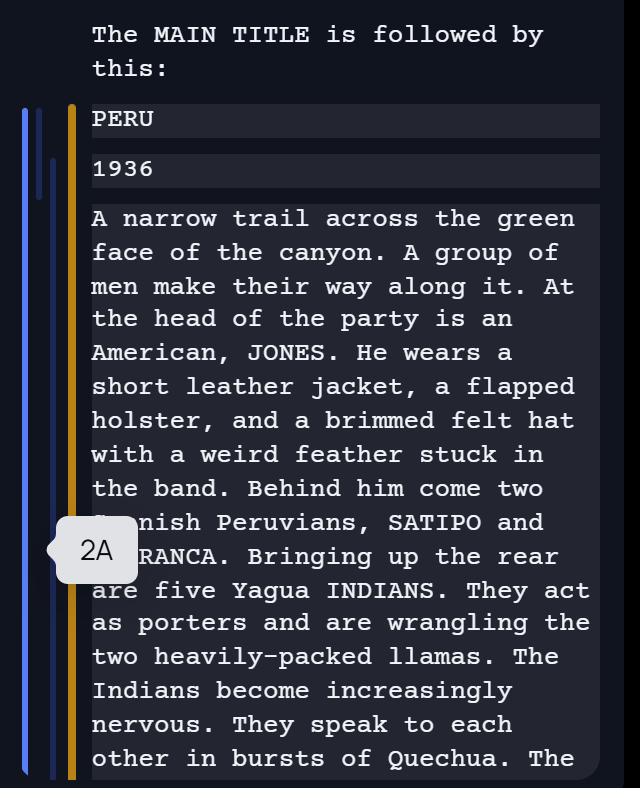 The MAIN TITLE is followed by
this:
PERU
1936
A narrow trail across the green
face of the canyon. A group of
men make their way along it. At
the head of the party is an
American, JONES. He wears a
short leather jacket, a flapped
holster, and a brimmed felt hat
with a weird feather stuck in
the band. Behind him come two
nish Peruvians, SATIPO and
2A
RANCA. Bringing up the rear
are five Yagua INDIANS. They act
as porters and are wrangling the
two heavily-packed llamas. The
Indians become increasingly
nervous. They speak to each
other in bursts of Quechua. The